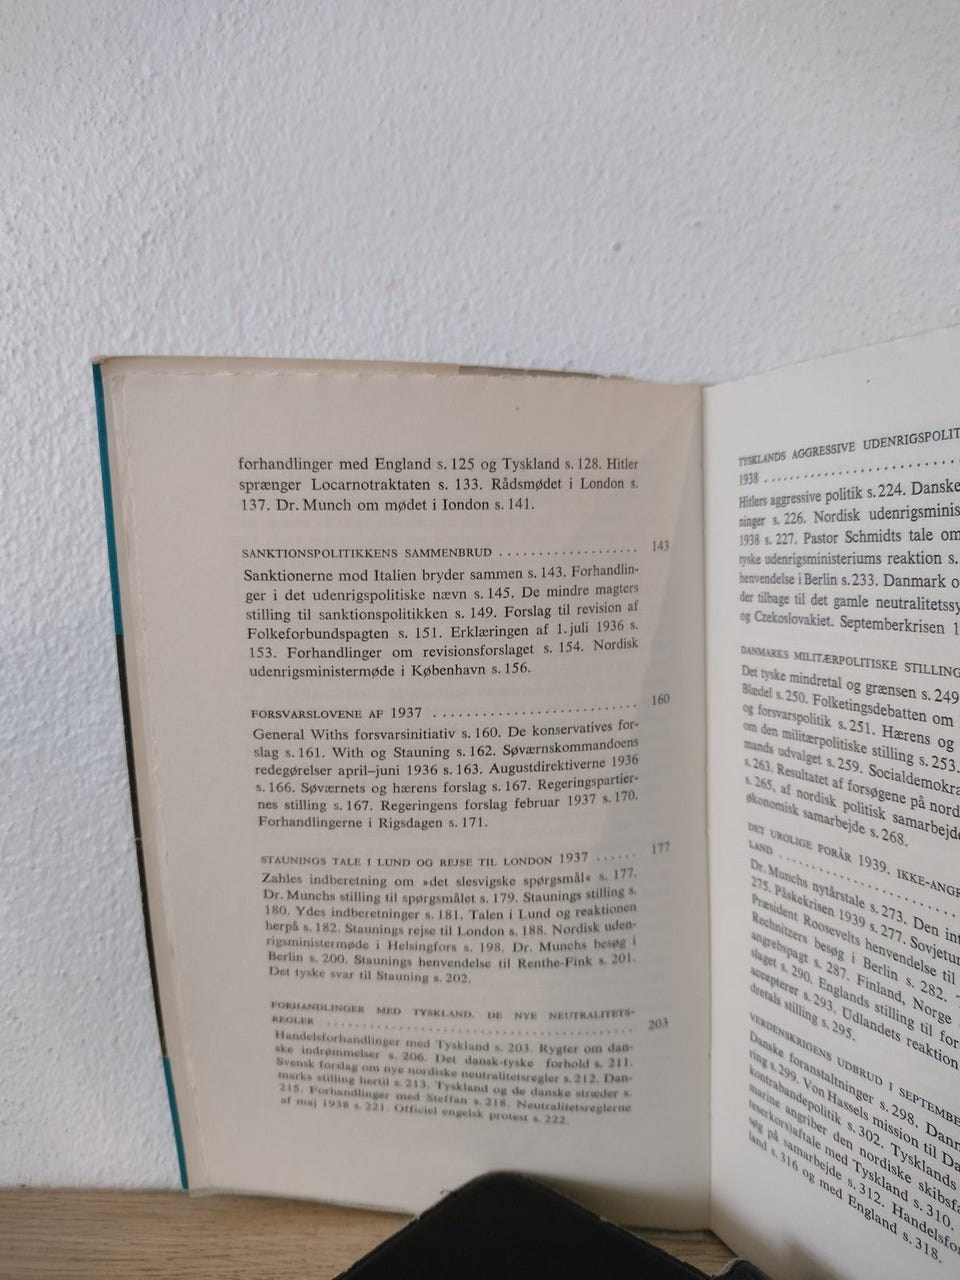 forhandlinger med England s. 125 og Tyskland s. 128. Hitler
sprænger Locarnotraktaten s. 133. Rådsmødet i London s.
137. Dr. Munch om mødet i Iondon s. 141.
SANKTIONSPOLITIKKENS SAMMENBRUD . . . . . . . . . . . . . . . . . . . 143
Sanktionerne mod Italien bryder sammen s. 143. Forhandlin-
ger i det udenrigspolitiske nævn s. 145. De mindre magters
stilling til sanktionspolitikken s. 149. Forslag til revision af
Folkeforbundspagten s. 151. Erklæringen af 1. juli 1936 s.
153. Forhandlinger om revisionsforslaget s. 154. Nordisk
udenrigsministermøde i København s. 156.
FORSVARSLOVENE AF 1937 . . . . . . . . . . . . . . . . . . . . . . . . . . . 160
General Withs forsvarsinitiativ s. 160. De konservatives for-
slag s. 161. With og Stauning s. 162. Søværnskommandoens
redegørelser april–juni 1936 s. 163. Augustdirektiverne 1936
s. 166. Søværnets og hærens forslag s. 167. Regeringspartier-
nes stilling s. 167. Regeringens forslag februar 1937 s. 170.
Forhandlingerne i Rigsdagen s. 171.
STAUNINGS TALE I LUND OG REJSE TIL LONDON 1937 . . . . . . 177
Zahles indberetning om »det slesvigske spørgsmål« s. 177.
Dr. Munchs stilling til spørgsmålet s. 179. Staunings stilling s.
180. Ydes indberetninger s. 181. Talen i Lund og reaktionen
herpå s. 182. Staunings rejse til London s. 188. Nordisk uden-
rigsministermøde i Helsingfors s. 198. Dr. Munchs besøg i
Berlin s. 200. Staunings henvendelse til Renthe-Fink s. 201.
Det tyske svar til Stauning s. 202.
FORHANDLINGER MED TYSKLAND. DE NYE NEUTRALITETS-
REGLER . . . . . . . . . . . . . . . . . . . . . . . . . . . . . . . . . . . . 203
Handelsforhandlinger med Tyskland s. 203. Rygter om dan-
ske indrømmelser s. 206. Det dansk-tyske forhold s. 211.
Svensk forslag om nye nordiske neutralitetsregler s. 212. Dan-
marks stilling hertil s. 213. Tyskland og de danske stræder s.
215. Forhandlinger med Steffan s. 218. Neutralitetsreglerne
af maj 1938 s. 221. Officiel engelsk protest s. 222.
TYSKLANDS AGGRESSIVE UDENRIGSPOLIT
1938 . . . . . . . . . . . . . . . . . . . .
Hitlers aggressive politik s. 224. Danske
ninger s. 226. Nordisk udenrigsminis
1938 s. 227. Pastor Schmidts tale om
tyske udenrigsministeriums reaktion s.
henvendelse i Berlin s. 233. Danmark o
der tilbage til det gamle neutralitetssy
og Czekoslovakiet. Septemberkrisen 1
DANMARKS MILITÆRPOLITISKE STILLING
Det tyske mindretal og grænsen s. 249
Blædel s. 250. Folketingsdebatten om
og forsvarspolitik s. 251. Hærens og
om den militærpolitiske stilling s. 253.
mands udvalget s. 259. Socialdemokra
s. 263. Resultatet af forsøgene på nord
s. 265, af nordisk politisk samarbejde
økonomisk samarbejde s. 268.
DET UROLIGE FORÅR 1939. IKKE-ANGR
LAND . . . . . . . . . . . . . . . . . .
Dr. Munchs nytårstale s. 273. Den int
275. Påskekrisen 1939 s. 277. Sovjetun
Præsident Roosevelts henvendelse til
Rechnitzers besøg i Berlin s. 282.
angrebspagt s. 287. Finland, Norge
slaget s. 290. Englands stilling til for
accepterer s. 293. Udlandets reaktion
dretals stilling s. 295.
VERDENSKRIGENS UDBRUD I SEPTEMBE
Danske foranstaltninger s. 298. Dann
ring s. 299. Von Hassels mission til Da
kontrabandepolitik s. 302. Tysklands
marine angriber den nordiske skibsfa
aftale med Tyskland s. 310.
søg på samarbejde s. 312. Handelsfor
land s. 316 og med England s. 318.